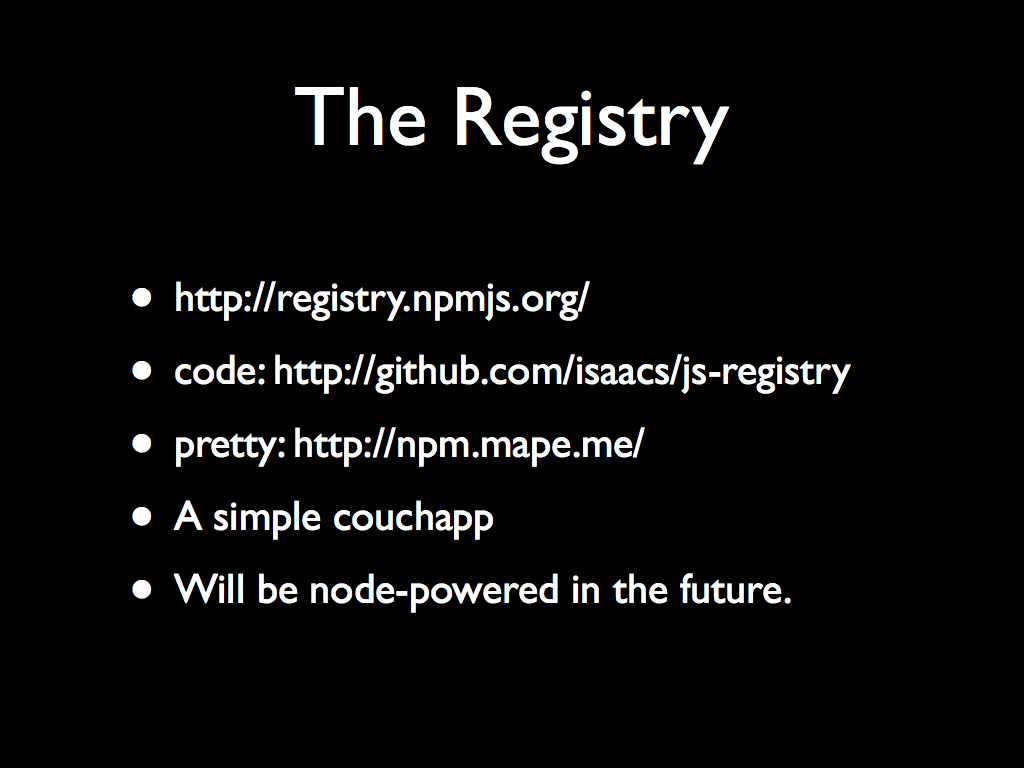 The Registry
• http://registry.npmjs.org/
• code: http://github.com/isaacs/js-registry
• pretty: http://npm.mape.me/
• A simple couchapp
• Will be node-powered in the future.